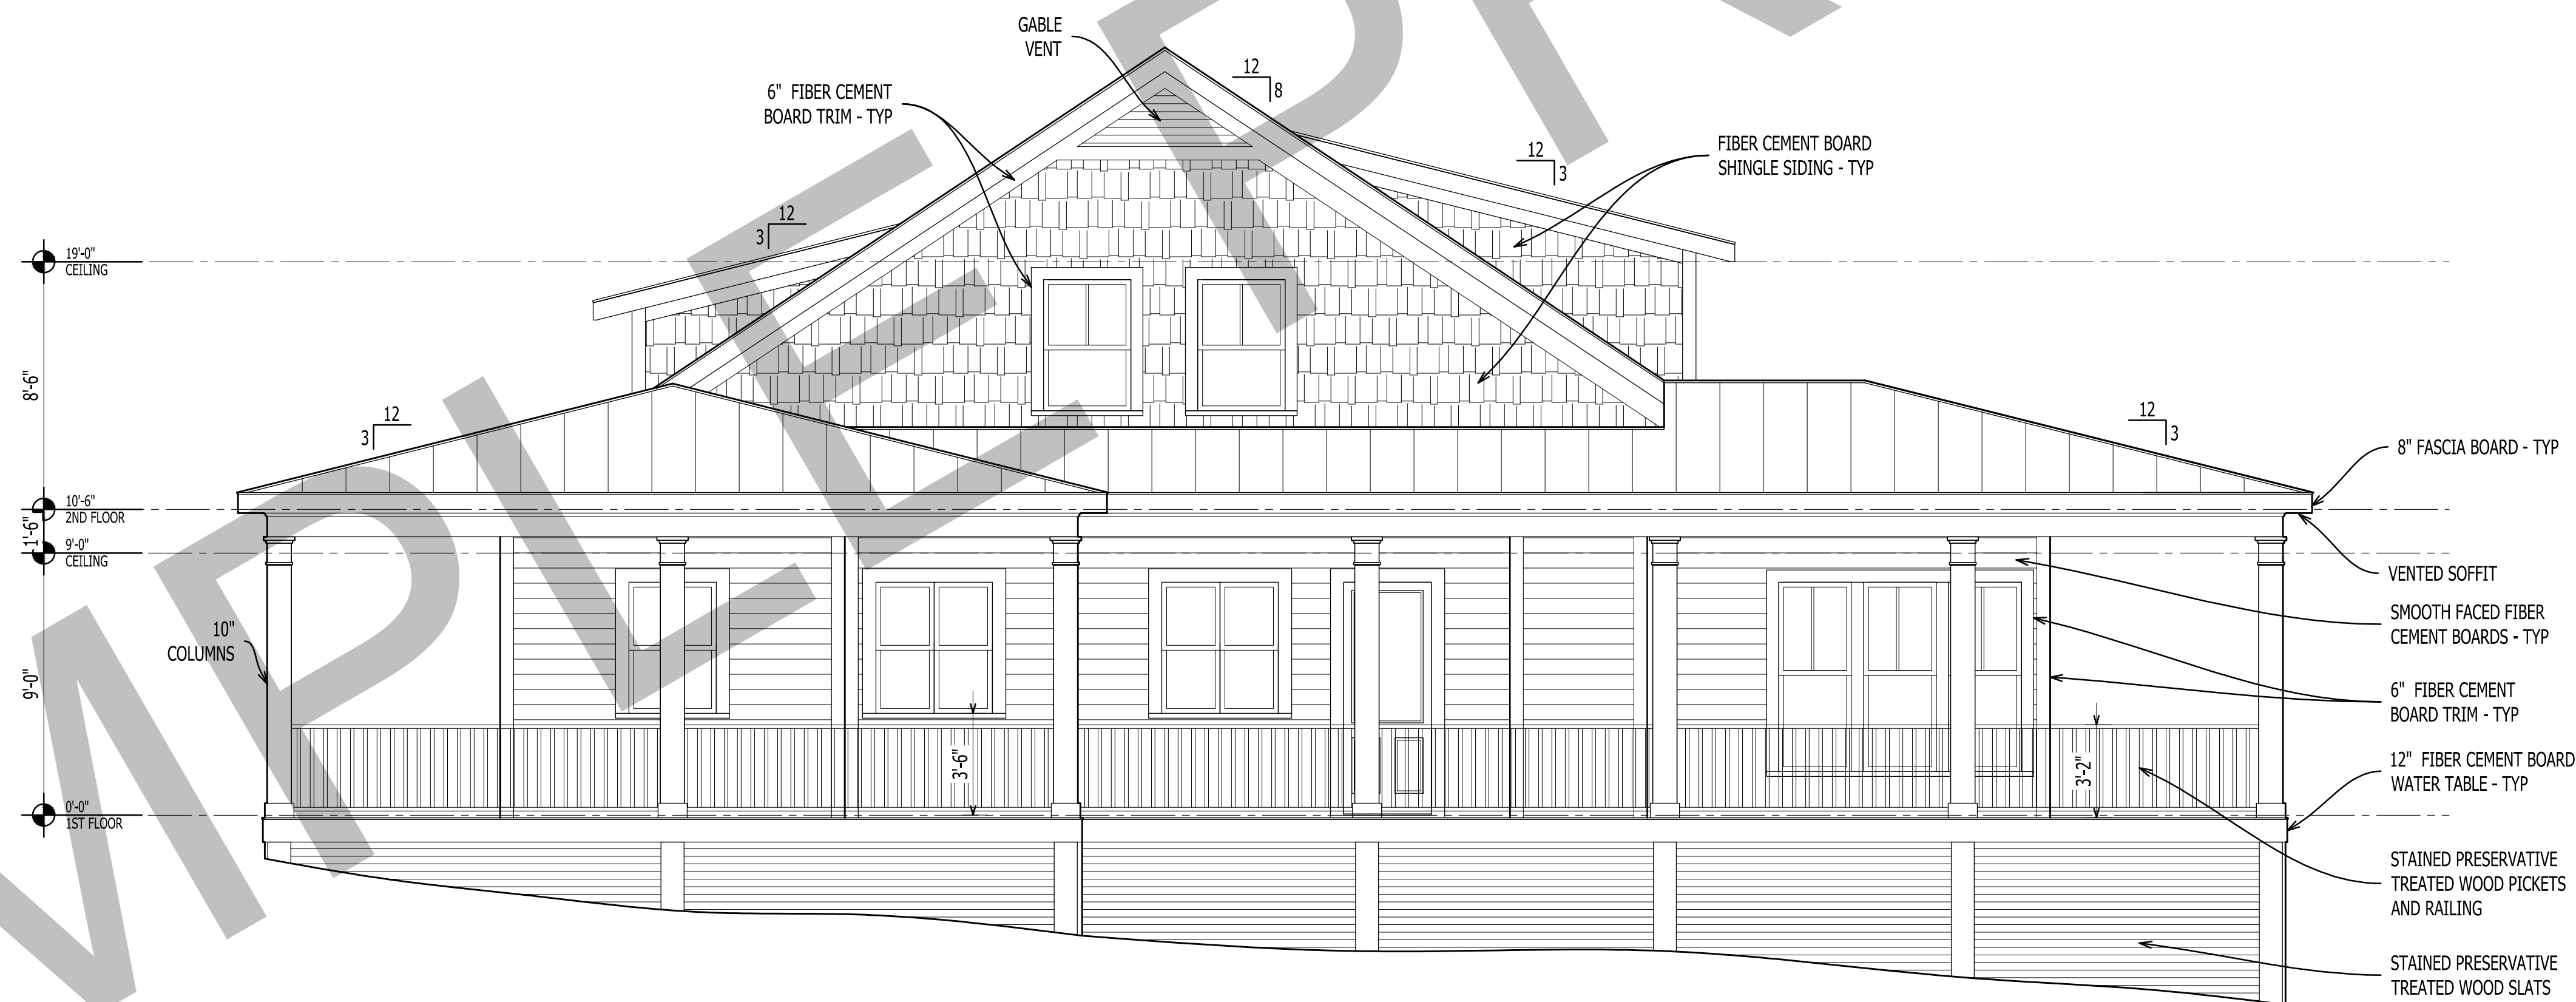 GABLE
VENT
12
8
6" FIBER CEMENT
BOARD TRIM - TYP
FIBER CEMENT BOARD
SHINGLE SIDING - TYP
12
3
12
3
19'-0"
CEILING
8'-6"
12
3
12
3
8" FASCIA BOARD - TYP
10'-6"
2ND FLOOR
1'-6"
9'-0"
CEILING
VENTED SOFFIT
SMOOTH FACED FIBER
CEMENT BOARDS - TYP
10"
COLUMNS
9'-0"
6" FIBER CEMENT
BOARD TRIM - TYP
3'-6"
3'-2"
12" FIBER CEMENT BOARD
WATER TABLE - TYP
0'-0"
1ST FLOOR
STAINED PRESERVATIVE
TREATED WOOD PICKETS
AND RAILING
STAINED PRESERVATIVE
TREATED WOOD SLATS
MPLE PR